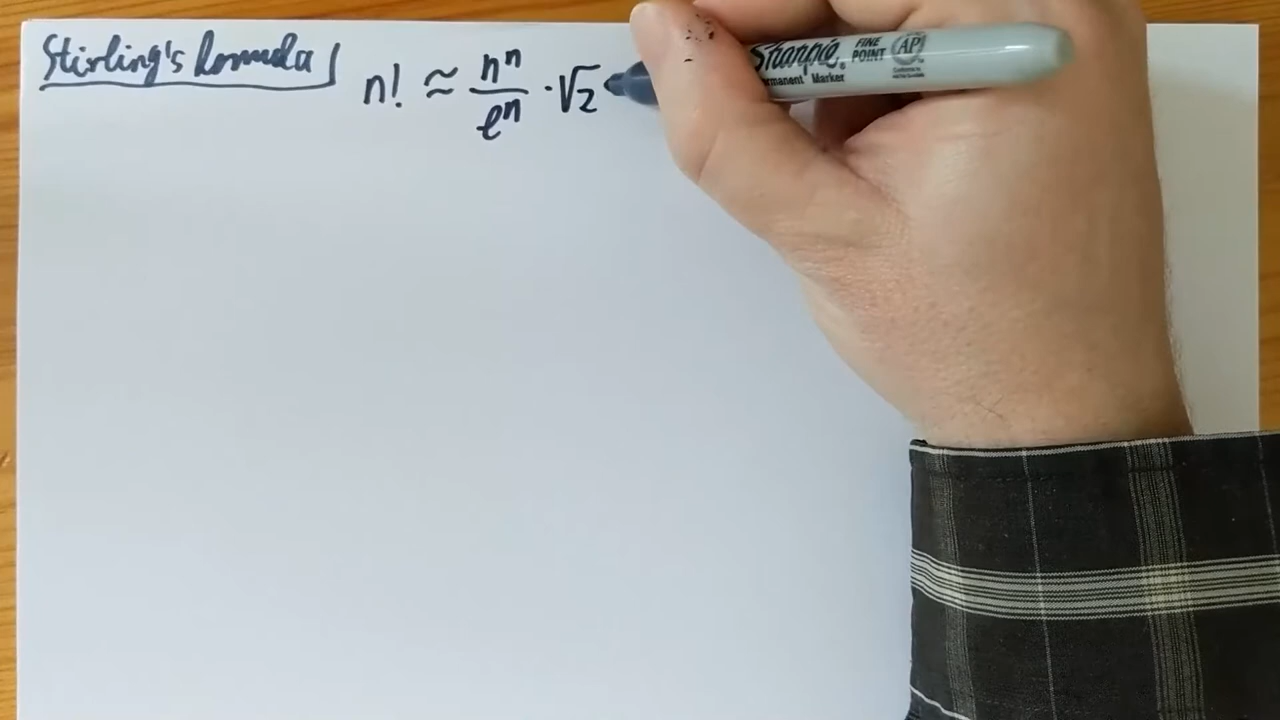 Stirling's formula
n! ≈ nⁿ/eⁿ · √2
Sharpie. FINE POINT AP
Permanent Marker